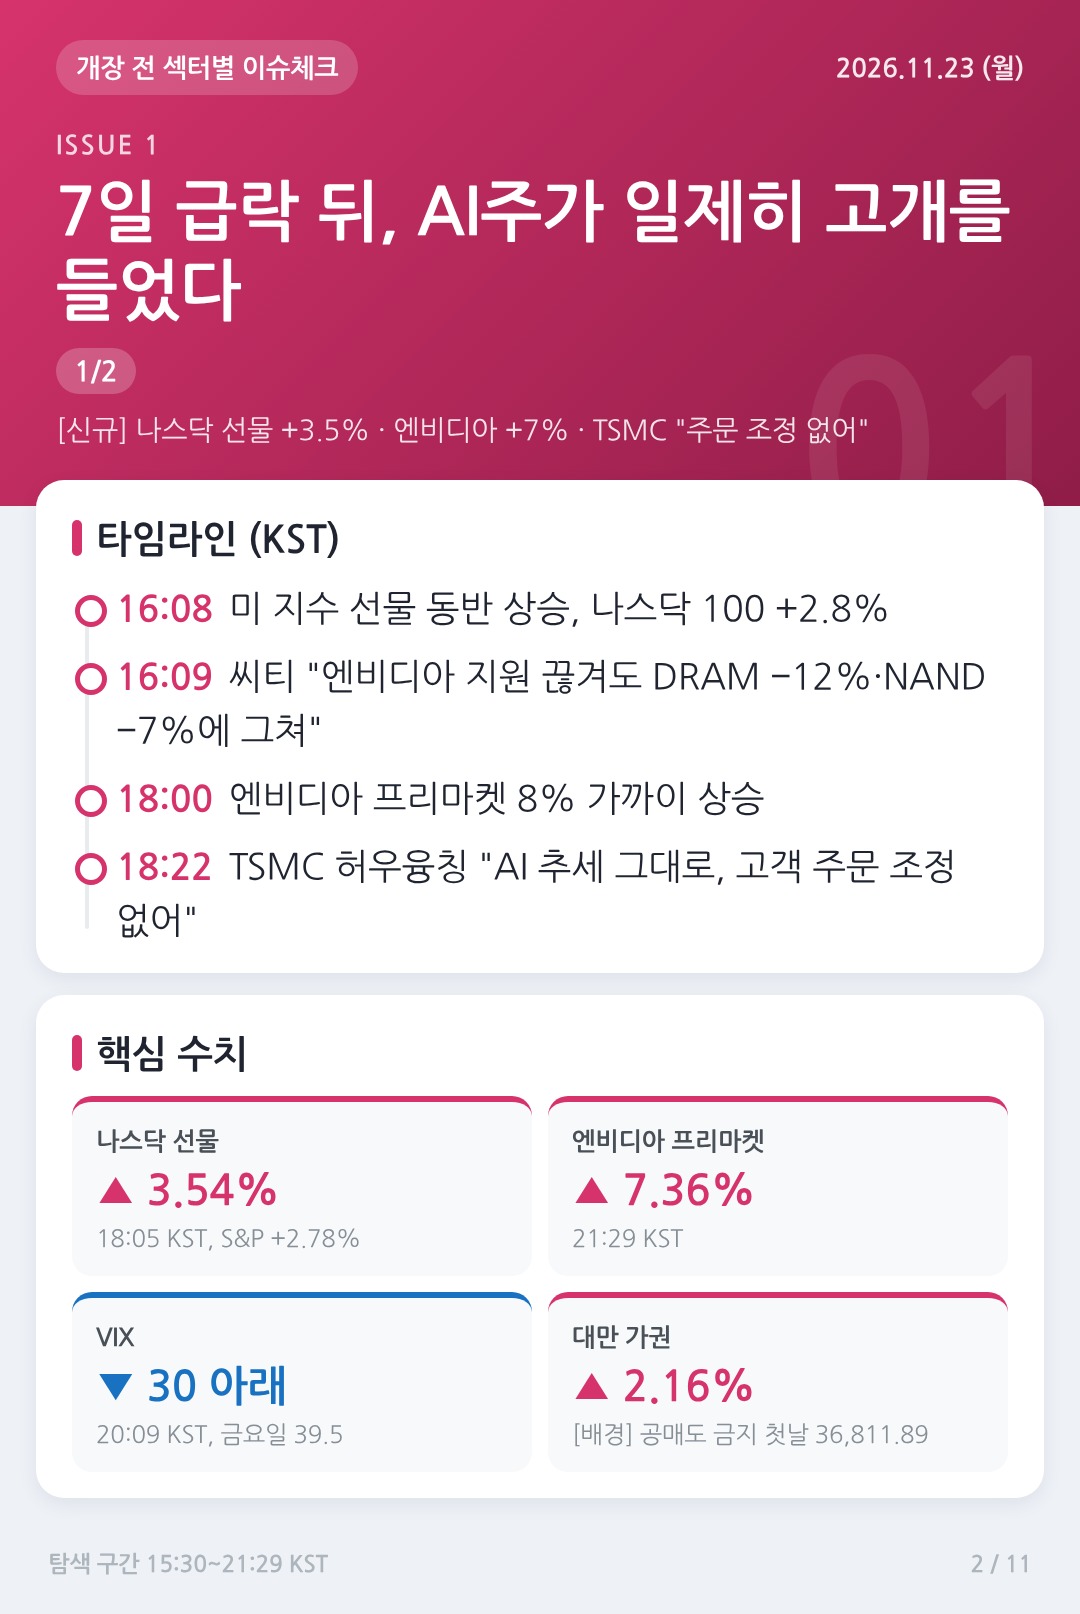 개장 전 섹터별 이슈체크
2026.11.23 (월)
ISSUE 1
7일 급락 뒤, AI주가 일제히 고개를
들었다
1/2
[신규] 나스닥 선물 +3.5% · 엔비디아 +7% · TSMC "주문 조정 없어"
01
타임라인 (KST)
16:08 미 지수 선물 동반 상승, 나스닥 100 +2.8%
16:09 씨티 "엔비디아 지원 끊겨도 DRAM −12%·NAND
−7%에 그쳐"
18:00 엔비디아 프리마켓 8% 가까이 상승
18:22 TSMC 허우융칭 "AI 추세 그대로, 고객 주문 조정
없어"
핵심 수치
나스닥 선물
▲ 3.54%
18:05 KST, S&P +2.78%
엔비디아 프리마켓
▲ 7.36%
21:29 KST
VIX
▼ 30 아래
20:09 KST, 금요일 39.5
대만 가권
▲ 2.16%
[배경] 공매도 금지 첫날 36,811.89
탐색 구간 15:30~21:29 KST
2 / 11